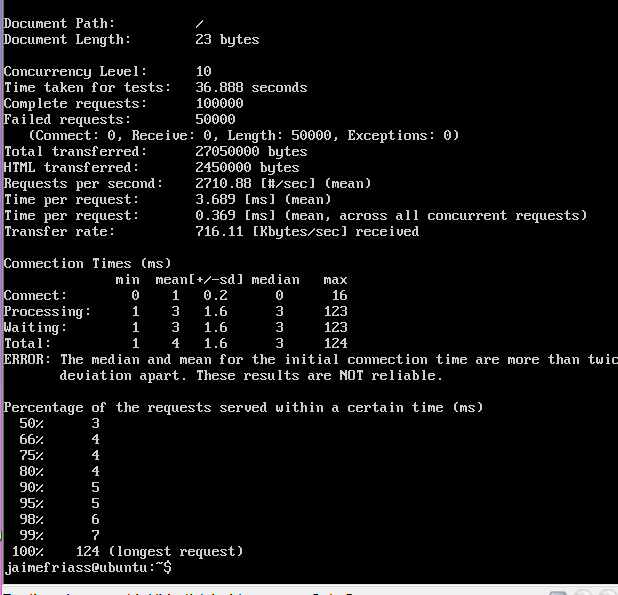 Document Path: /
Document Length: 23 bytes
Concurrency Level: 10
Time taken for tests: 36.888 seconds
Complete requests: 100000
Failed requests: 50000
(Connect: 0, Receive: 0, Length: 50000, Exceptions: 0)
Total transferred: 27050000 bytes
HTML transferred: 2450000 bytes
Requests per second: 2710.88 [#/sec] (mean)
Time per request: 3.689 [ms] (mean)
Time per request: 0.369 [ms] (mean, across all concurrent requests)
Transfer rate: 716.11 [Kbytes/sec] received
Connection Times (ms)
min mean[+/-sd] median max
Connect: 0 1 0.2 0 16
Processing: 1 3 1.6 3 123
Waiting: 1 3 1.6 3 123
Total: 1 4 1.6 3 124
ERROR: The median and mean for the initial connection time are more than twic
deviation apart. These results are NOT reliable.
Percentage of the requests served within a certain time (ms)
50% 3
66% 4
75% 4
80% 4
90% 5
95% 5
98% 6
99% 7
100% 124 (longest request)
jaimefriass@ubuntu:~$